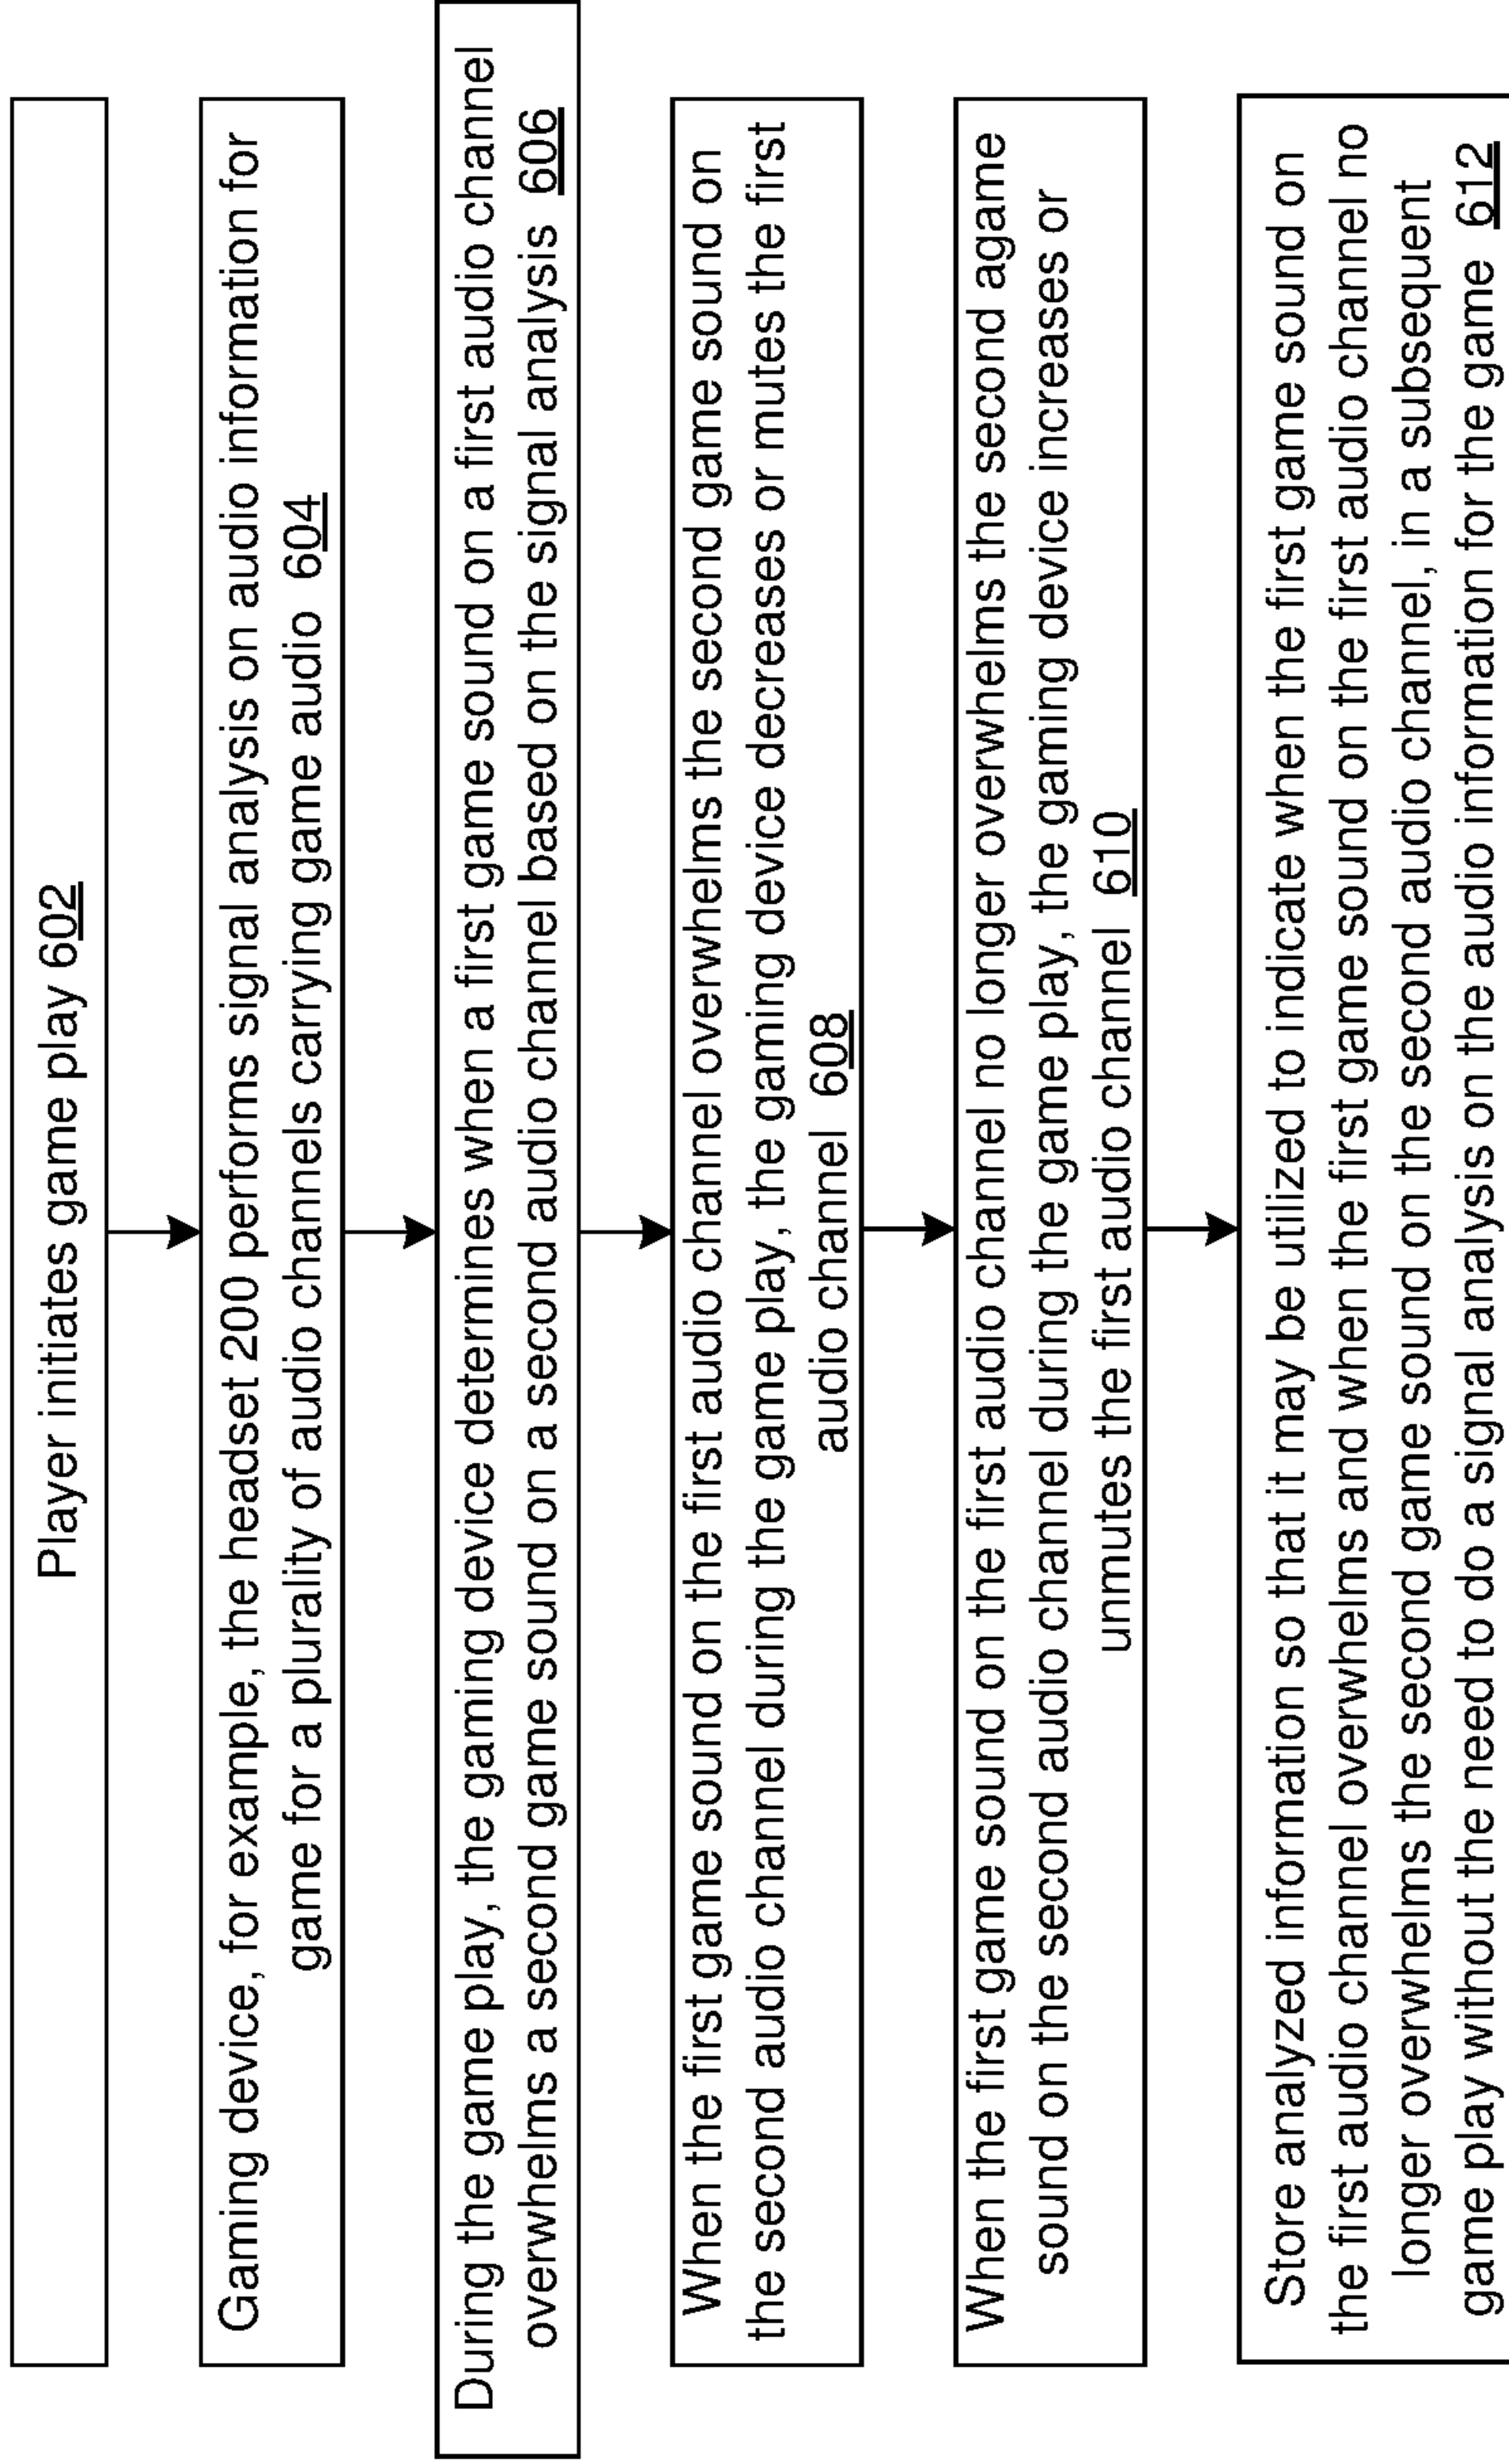 Player initiates game play 602
Gaming device, for example, the headset 200 performs signal analysis on audio information for
game for a plurality of audio channels carrying game audio 604
During the game play, the gaming device determines when a first game sound on a first audio channel
overwhelms a second game sound on a second audio channel based on the signal analysis 606
When the first game sound on the first audio channel overwhelms the second game sound on
the second audio channel during the game play, the gaming device decreases or mutes the first
audio channel 608
When the first game sound on the first audio channel no longer overwhelms the second agame
sound on the second audio channel during the game play, the gaming device increases or
unmutes the first audio channel 610
Store analyzed information so that it may be utilized to indicate when the first game sound on
the first audio channel overwhelms and when the first game sound on the first audio channel no
longer overwhelms the second game sound on the second audio channel, in a subsequent
game play without the need to do a signal analysis on the audio information for the game 612